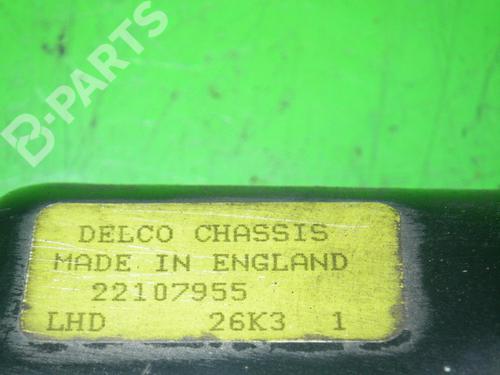 B-PARTS
DELCO CHASSIS
MADE IN ENGLAND
22107955
LHD 26K3 1